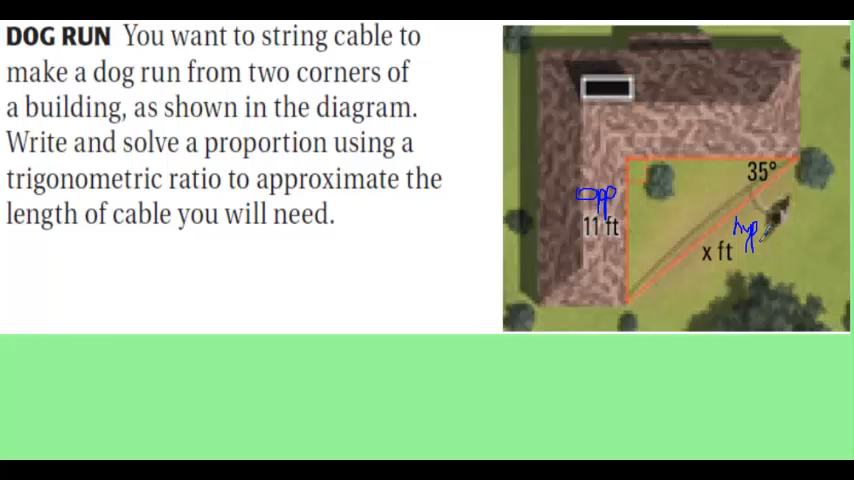 DOG RUN You want to string cable to
make a dog run from two corners of
a building, as shown in the diagram.
Write and solve a proportion using a
trigonometric ratio to approximate the
length of cable you will need.
35°
opp
11 ft
hyp
x ft